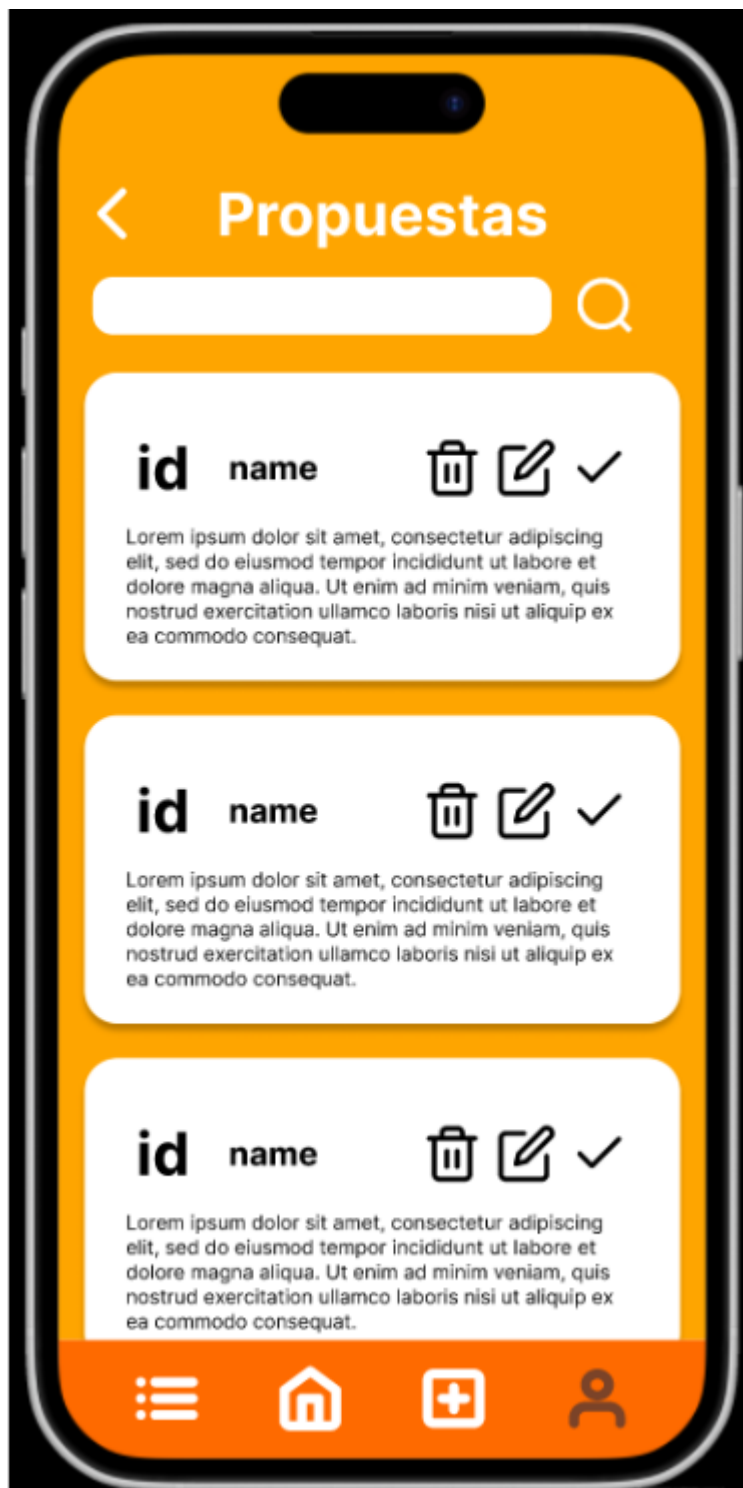 Propuestas
id name
Lorem ipsum dolor sit amet, consectetur adipiscing
elit, sed do eiusmod tempor incididunt ut labore et
dolore magna aliqua. Ut enim ad minim veniam, quis
nostrud exercitation ullamco laboris nisi ut aliquip ex
ea commodo consequat.
id name
Lorem ipsum dolor sit amet, consectetur adipiscing
elit, sed do eiusmod tempor incididunt ut labore et
dolore magna aliqua. Ut enim ad minim veniam, quis
nostrud exercitation ullamco laboris nisi ut aliquip ex
ea commodo consequat.
id name
Lorem ipsum dolor sit amet, consectetur adipiscing
elit, sed do eiusmod tempor incididunt ut labore et
dolore magna aliqua. Ut enim ad minim veniam, quis
nostrud exercitation ullamco laboris nisi ut aliquip ex
ea commodo consequat.